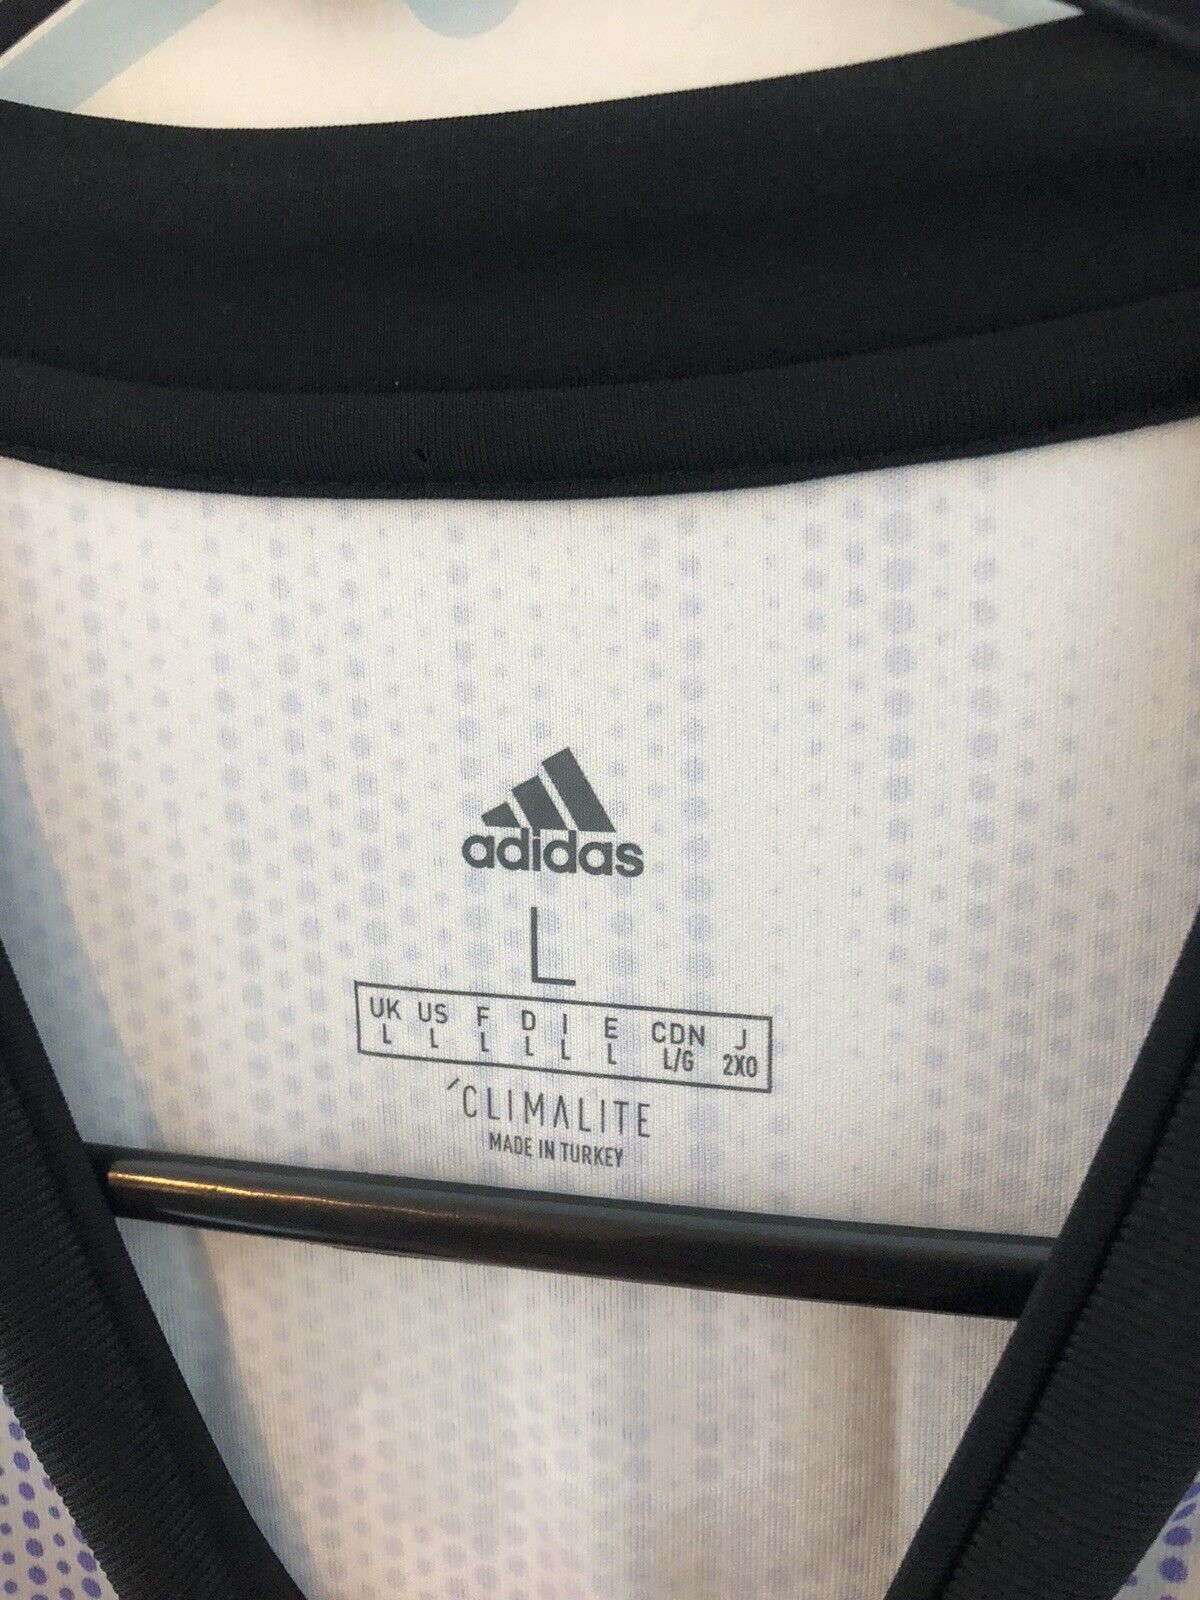 adidas
L
UK US F D I E CDN J
L L L L L L L/G 2XO
CLIMALITE
MADE IN TURKEY